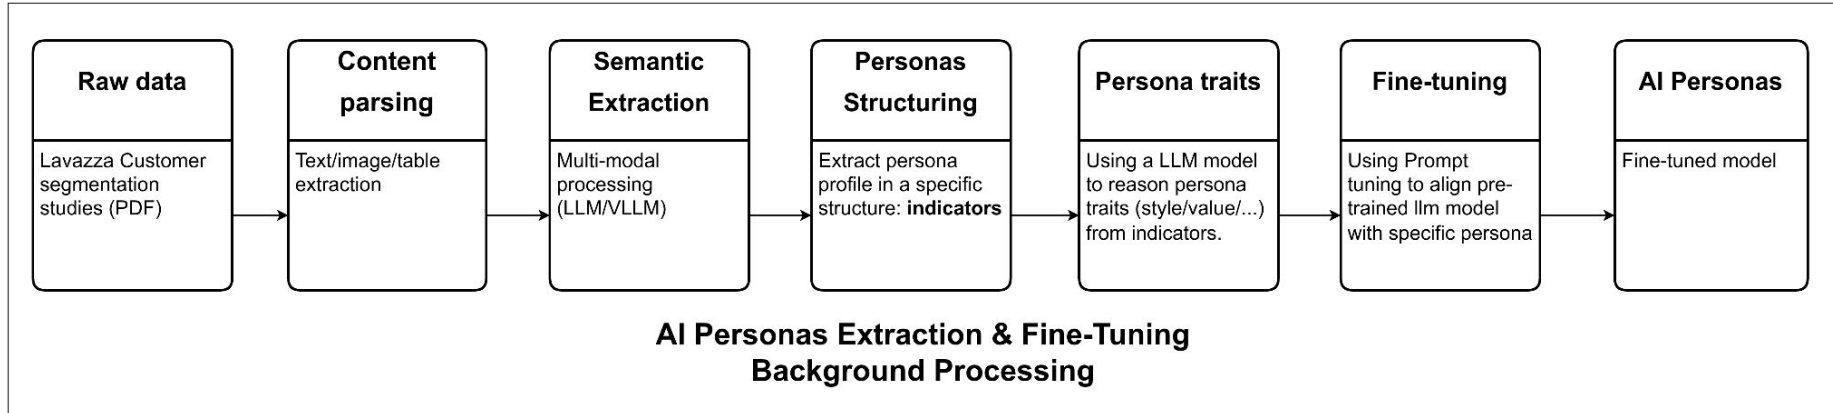 Raw data
Lavazza Customer
segmentation
studies (PDF)
Content
parsing
Text/image/table
extraction
Semantic
Extraction
Multi-modal
processing
(LLM/VLLM)
Personas
Structuring
Extract persona
profile in a specific
structure: indicators
Persona traits
Using a LLM model
to reason persona
traits (style/value/...)
from indicators.
Fine-tuning
Using Prompt
tuning to align pre-
trained llm model
with specific persona
AI Personas
Fine-tuned model
AI Personas Extraction & Fine-Tuning
Background Processing